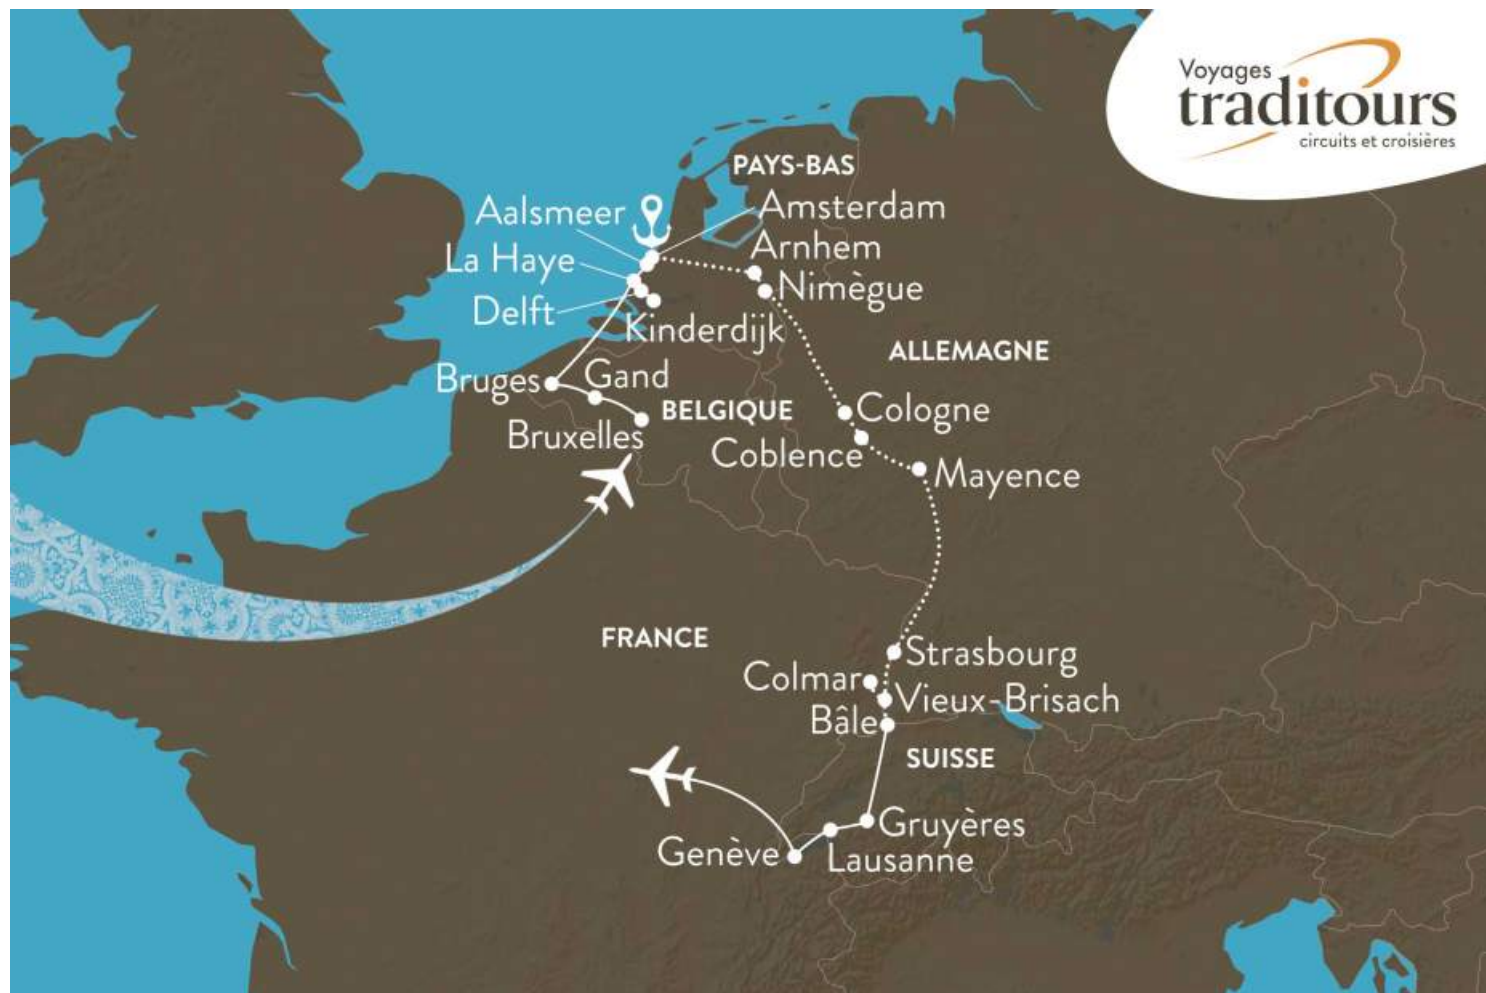 Voyages
traditours
circuits et croisières
PAYS-BAS
Aalsmeer
Amsterdam
Arnhem
La Haye
Nimègue
Delft
Kinderdijk
ALLEMAGNE
Bruges
Gand
BELGIQUE
Cologne
Bruxelles
Coblence
Mayence
FRANCE
Strasbourg
Colmar
Vieux-Brisach
Bâle
SUISSE
Gruyères
Genève
Lausanne